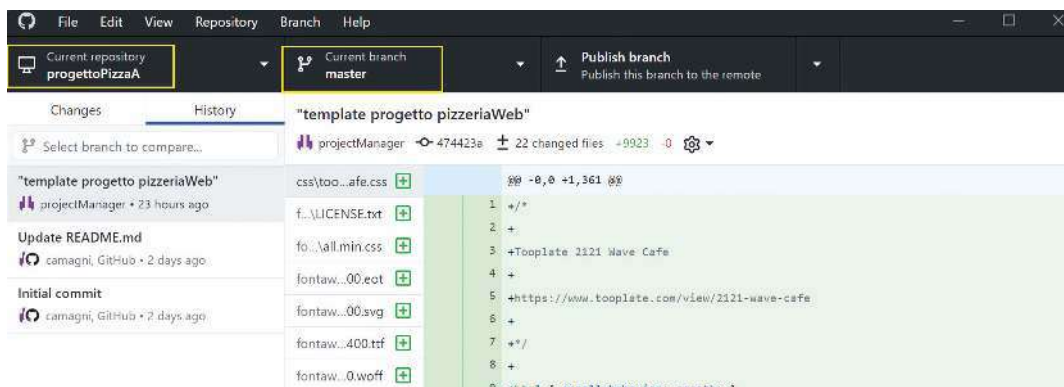 File Edit View Repository Branch Help
Current repository
progettoPizzaA
Current branch
master
Publish branch
Publish this branch to the remote
Changes History
Select branch to compare...
"template progetto pizzeriaWeb"
projectManager • 23 hours ago
Update README.md
camagni, GitHub • 2 days ago
Initial commit
camagni, GitHub • 2 days ago
"template progetto pizzeriaWeb"
projectManager 474423a 22 changed files +9923 -0
css\too...afe.css
f...\LICENSE.txt
fo...\all.min.css
fontaw...00.eot
fontaw...00.svg
fontaw...400.ttf
fontaw...0.woff
@@ -0,0 +1,361 @@
1 +/*
2 +
3 +Tooplate 2121 Wave Cafe
4 +
5 +https://www.tooplate.com/view/2121-wave-cafe
6 +
7 +*/
8 +